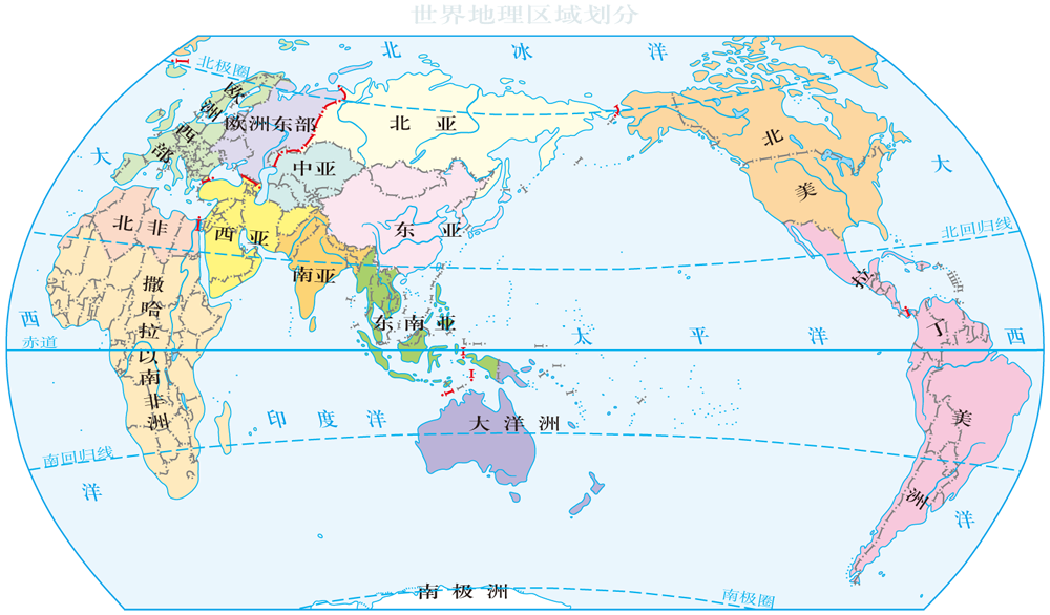 世界地理区域划分
北冰洋
北极圈
欧洲西部
欧洲东部
北亚
北美
大
大
中亚
北非
西亚
东亚
北回归线
南亚
撒哈拉以南非洲
拉丁美洲
东南亚
西
太平洋
西
赤道
印度洋
大洋洲
南回归线
洋
洋
南极洲
南极圈